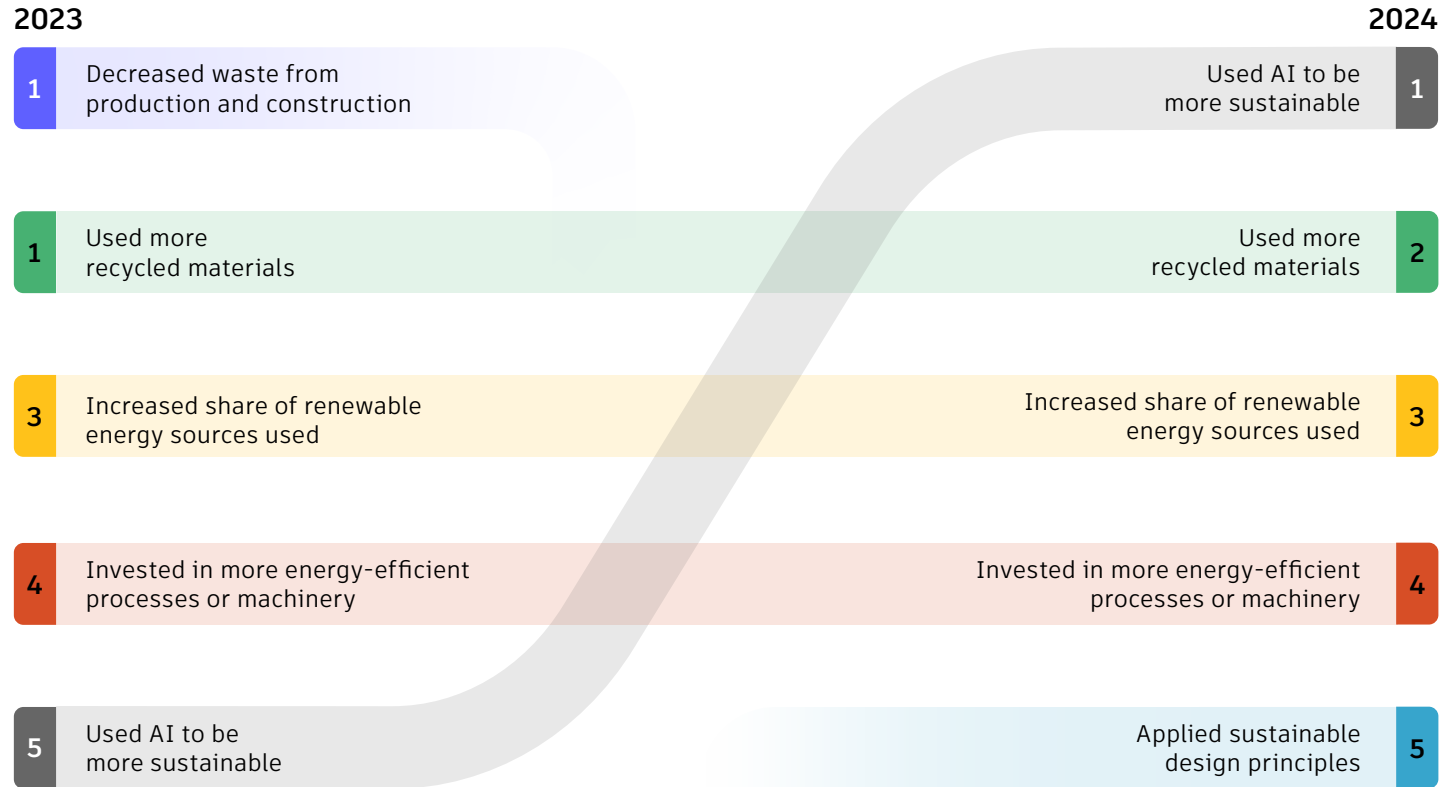 2023
2024
1
Decreased waste from
production and construction
Used AI to be
more sustainable
1
1
Used more
recycled materials
Used more
recycled materials
2
3
Increased share of renewable
energy sources used
Increased share of renewable
energy sources used
3
4
Invested in more energy-efficient
processes or machinery
Invested in more energy-efficient
processes or machinery
4
5
Used AI to be
more sustainable
Applied sustainable
design principles
5